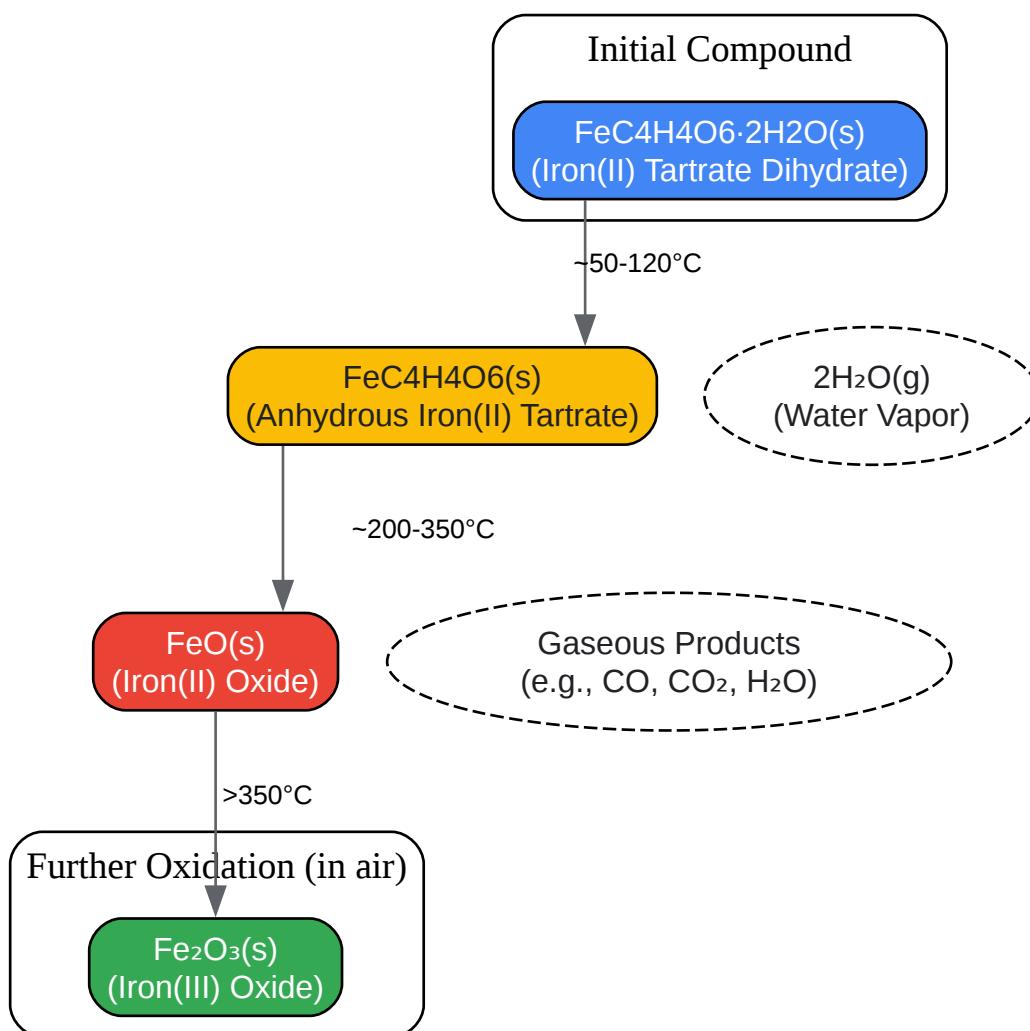 Initial Compound
FeC4H4O6·2H2O(s)
(Iron(II) Tartrate Dihydrate)
~50-120°C
FeC4H4O6(s)
(Anhydrous Iron(II) Tartrate)
2H₂O(g)
(Water Vapor)
~200-350°C
FeO(s)
(Iron(II) Oxide)
Gaseous Products
(e.g., CO, CO₂, H₂O)
>350°C
Further Oxidation (in air)
Fe₂O₃(s)
(Iron(III) Oxide)